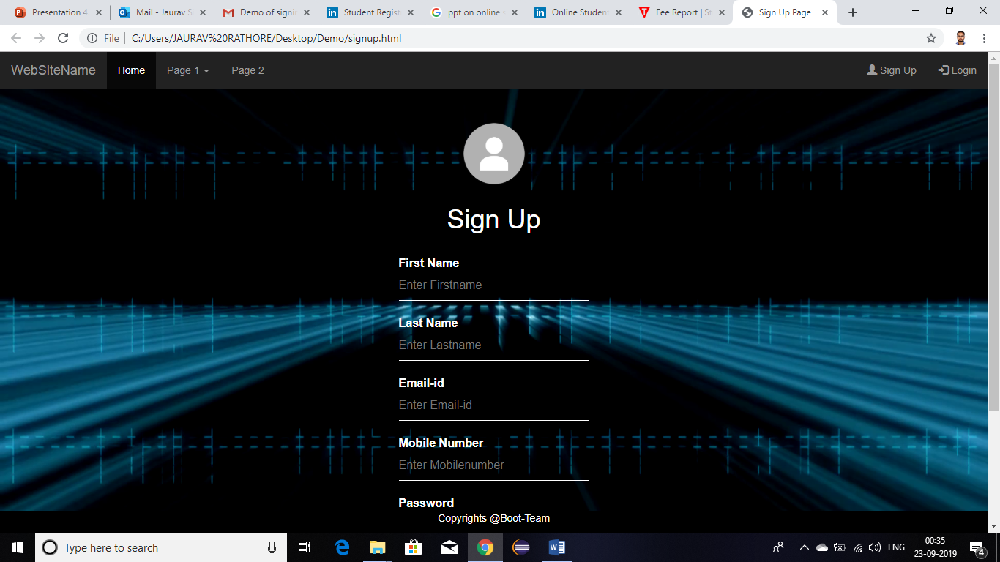 Presentation 4. Mail - Jaurav S Demo of signi Student Regist ppt on online s Online Student Fee Report | St Sign Up Page
File C:/Users/JAURAV%20RATHORE/Desktop/Demo/signup.html
WebSiteName Home Page 1 Page 2 Sign Up Login
Sign Up
First Name
Enter Firstname
Last Name
Enter Lastname
Email-id
Enter Email-id
Mobile Number
Enter Mobilenumber
Password
Copyrights @Boot-Team
Type here to search ENG 00:35
23-09-2019 4